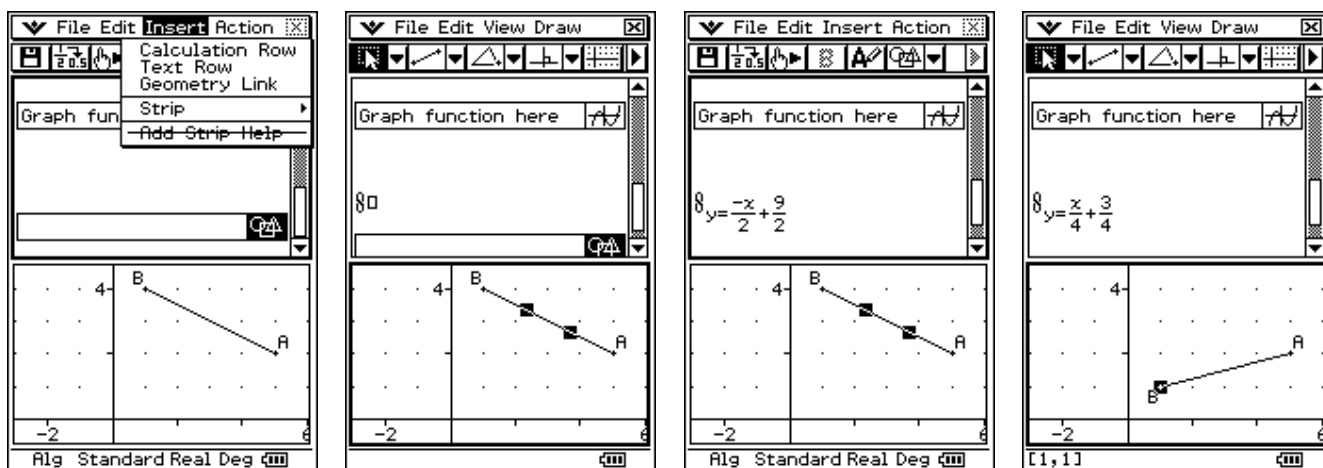 File Edit Insert Action
Calculation Row
Text Row
Geometry Link
Strip
Add Strip Help
Graph fun
4
B
A
-2
Alg Standard Real Deg
File Edit View Draw
Graph function here
4
B
A
-2
6
File Edit Insert Action
Graph function here
y=-x/2+9/2
4
B
A
-2
6
Alg Standard Real Deg
File Edit View Draw
Graph function here
y=x/4+3/4
4
A
B
-2
6
[1,1]